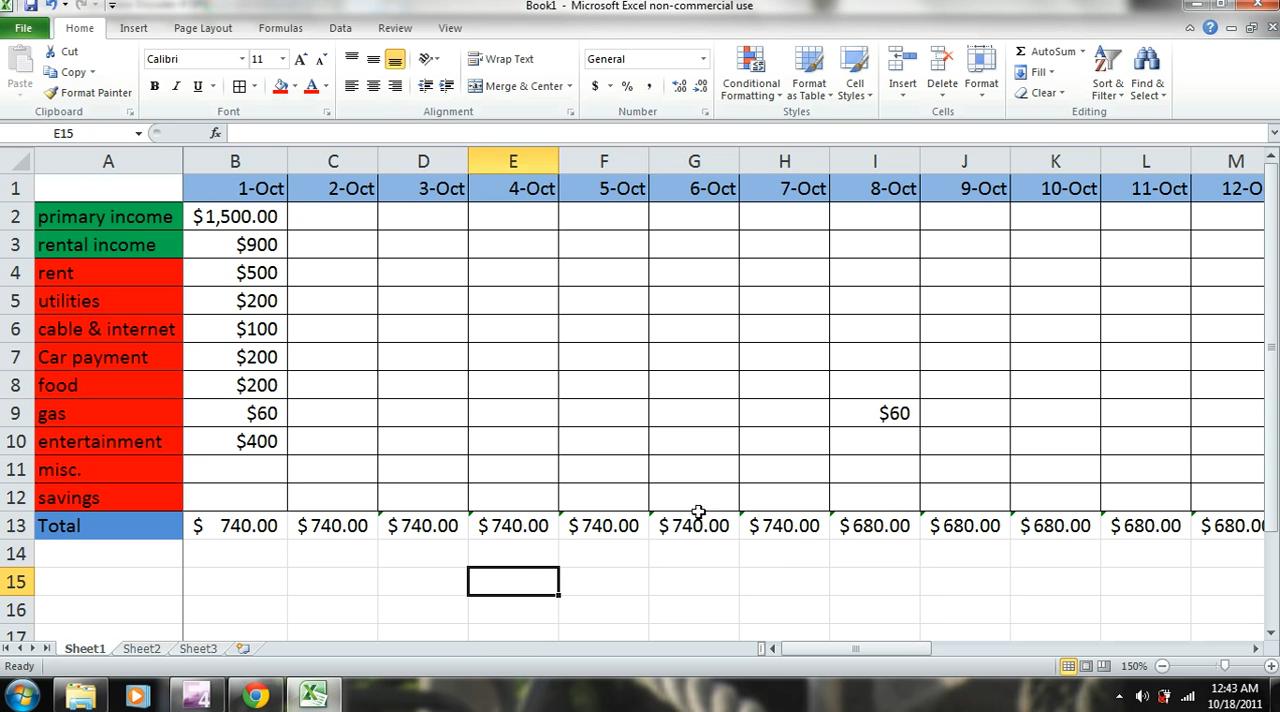 Book1 - Microsoft Excel non-commercial use
File Home Insert Page Layout Formulas Data Review View
Paste
Cut
Copy
Format Painter
Clipboard
Calibri 11
B I U
Font
Wrap Text
Merge & Center
Alignment
General
$ % ,
Number
Conditional Formatting
Format as Table
Cell Styles
Styles
Insert Delete Format
Cells
AutoSum
Fill
Clear
Sort & Filter
Find & Select
Editing
E15 fx
A B C D E F G H I J K L M
1 1-Oct 2-Oct 3-Oct 4-Oct 5-Oct 6-Oct 7-Oct 8-Oct 9-Oct 10-Oct 11-Oct 12-O
2 primary income $1,500.00
3 rental income $900
4 rent $500
5 utilities $200
6 cable & internet $100
7 Car payment $200
8 food $200
9 gas $60 $60
10 entertainment $400
11 misc.
12 savings
13 Total $ 740.00 $ 740.00 $ 740.00 $ 740.00 $ 740.00 $ 740.00 $ 740.00 $ 680.00 $ 680.00 $ 680.00 $ 680.00 $ 680.0
14
15
16
17
Sheet1 Sheet2 Sheet3
Ready 150%
12:43 AM
10/18/2011